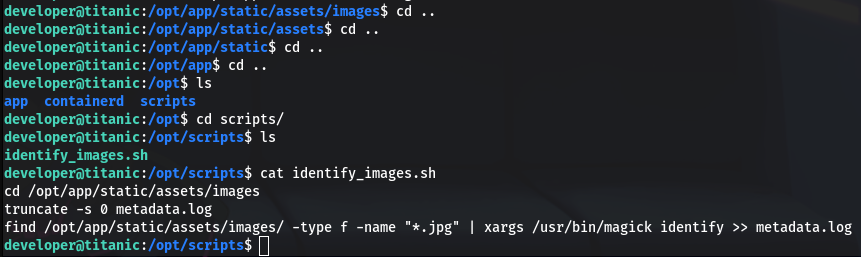 developer@titanic:/opt/app/static/assets/images$ cd ..
developer@titanic:/opt/app/static/assets$ cd ..
developer@titanic:/opt/app/static$ cd ..
developer@titanic:/opt/app$ cd ..
developer@titanic:/opt$ ls
app  containerd  scripts
developer@titanic:/opt$ cd scripts/
developer@titanic:/opt/scripts$ ls
identify_images.sh
developer@titanic:/opt/scripts$ cat identify_images.sh
cd /opt/app/static/assets/images
truncate -s 0 metadata.log
find /opt/app/static/assets/images/ -type f -name "*.jpg" | xargs /usr/bin/magick identify >> metadata.log
developer@titanic:/opt/scripts$